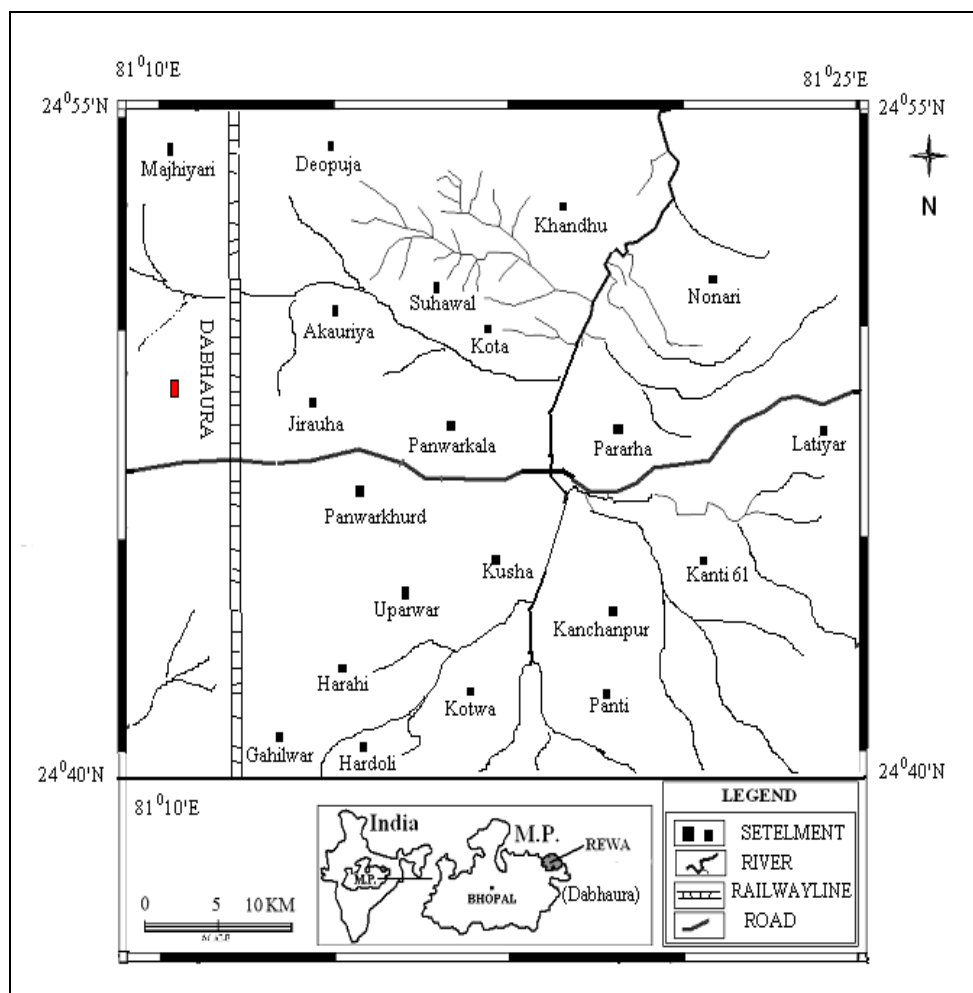 81⁰10'E
81⁰25'E
24⁰55'N
24⁰55'N
Majhiyari
Deopuja
Khandhu
N
Nonari
Suhawal
Akauriya
Kota
DABHAURA
Jirauha
Panwarkala
Pararha
Latiyar
Panwarkhurd
Kusha
Kanti 61
Uparwar
Kanchanpur
Harahi
Kotwa
Panti
Gahilwar
Hardoli
24⁰40'N
24⁰40'N
81⁰10'E
LEGEND
SETELMENT
RIVER
RAILWAYLINE
ROAD
India
M.P.
M.P.
REWA
(Dabhaura)
BHOPAL
0 5 10 KM